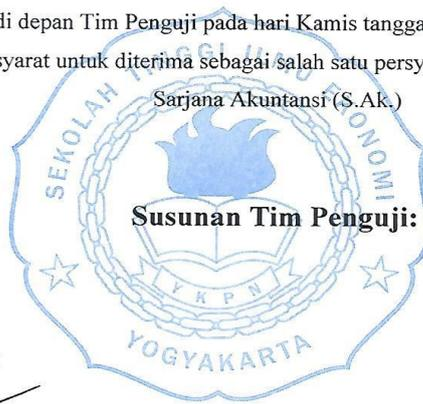 di depan Tim Penguji pada hari Kamis tangga
syarat untuk diterima sebagai salah satu persy
Sarjana Akuntansi (S.Ak.)
SEKOLAH TINGGI ILMU EKONOMI
Susunan Tim Penguji:
YKPN
YOGYAKARTA